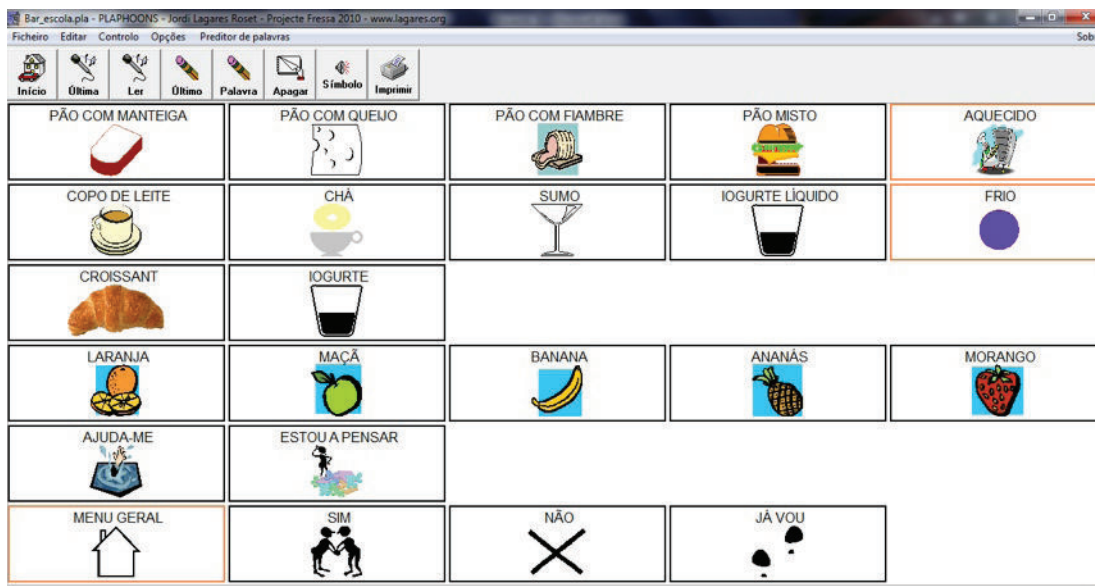 Bar_escola.pla - PLAPHOONS - Jordi Lagares Roset - Projecte Fressa 2010 - www.lagares.org
Ficheiro Editar Controlo Opções Preditor de palavras Sob
Início Última Ler Último Palavra Apagar Símbolo Imprimir
PÃO COM MANTEIGA PÃO COM QUEIJO PÃO COM FIAMBRE PÃO MISTO AQUECIDO
COPO DE LEITE CHÀ SUMO IOGURTE LÍQUIDO FRIO
CROISSANT IOGURTE
LARANJA MAÇÃ BANANA ANANÁS MORANGO
AJUDA-ME ESTOU A PENSAR
MENU GERAL SIM NÃO JÀ VOU